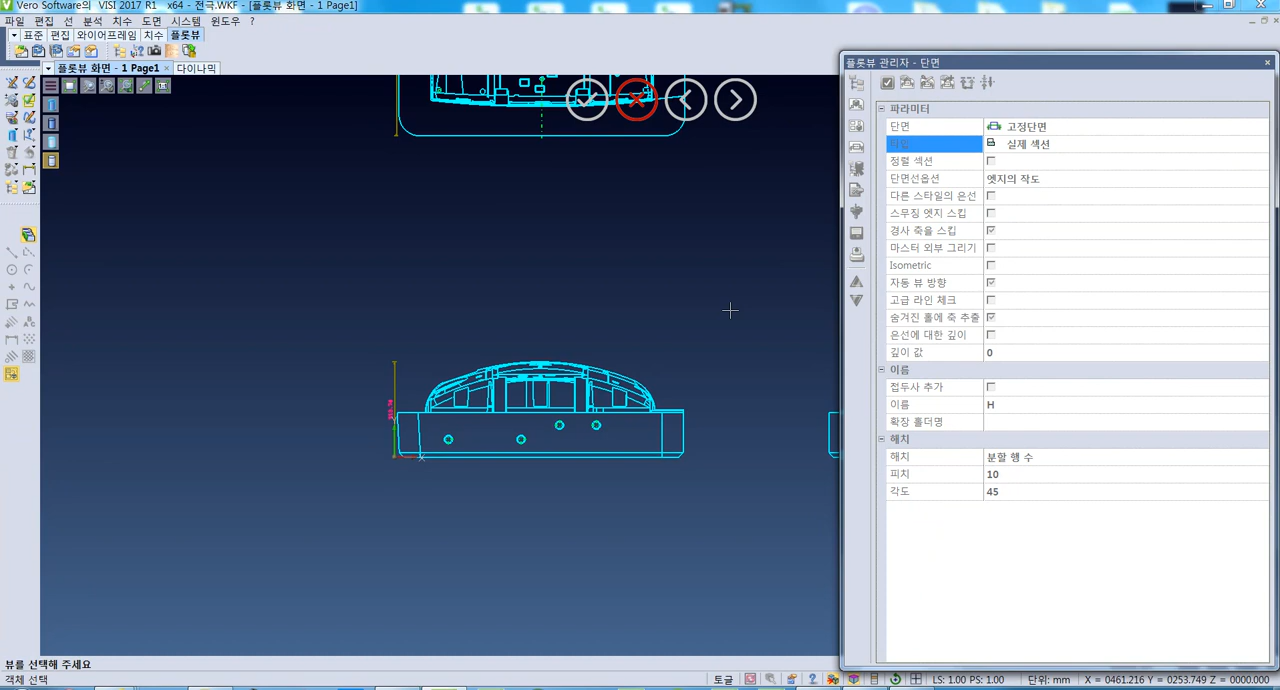 Vero Software의 VISI 2017 R1 x64 - 전극.WKF - [플롯뷰 화면 - 1 Page1]
파일 편집 선 분석 치수 도면 시스템 윈도우 ?
표준 편집 와이어프레임 치수 플롯뷰
플롯뷰 화면 - 1 Page1 다이나믹
플롯뷰 관리자 - 단면
파라미터
단면 고정단면
타입 실제 섹션
정렬 섹션
단면선옵션 엣지의 작도
다른 스타일의 은선
스무징 엣지 스킵
경사 축을 스킵
마스터 외부 그리기
Isometric
자동 뷰 방향
고급 라인 체크
숨겨진 홀에 축 추출
은선에 대한 깊이
깊이 값 0
이름
접두사 추가
이름 H
확장 홀더명
해치
해치 분할 행 수
피치 10
각도 45
뷰를 선택해 주세요
객체 선택
토글
LS: 1.00 PS: 1.00 단위: mm X = 0461.216 Y = 0253.749 Z = 0000.000